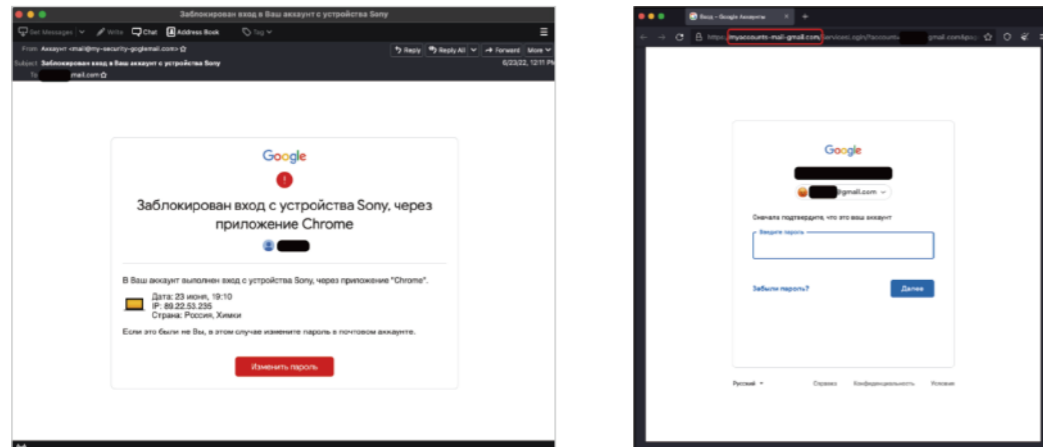 Заблокирован вход в Ваш аккаунт с устройства Sony
Get Messages Write Chat Address Book Tag
From Аккаунт <mail@my-security-goglemail.com> Reply Reply All Forward More
Subject Заблокирован вход в Ваш аккаунт с устройства Sony 6/23/22, 12:11 PM
To mail.com
Google
Заблокирован вход с устройства Sony, через
приложение Chrome
В Ваш аккаунт выполнен вход с устройства Sony, через приложение "Chrome".
Дата: 23 июня, 19:10
IP: 89.22.53.235
Страна: Россия, Химки
Если это были не Вы, в этом случае измените пароль в почтовом аккаунте.
Изменить пароль
Вход – Google Аккаунты
https://myaccounts-mail-gmail.com/ gmail.com
Google
@gmail.com
Сначала подтвердите, что это ваш аккаунт
Введите пароль
Забыли пароль?
Далее
Русский Справка Конфиденциальность Условия